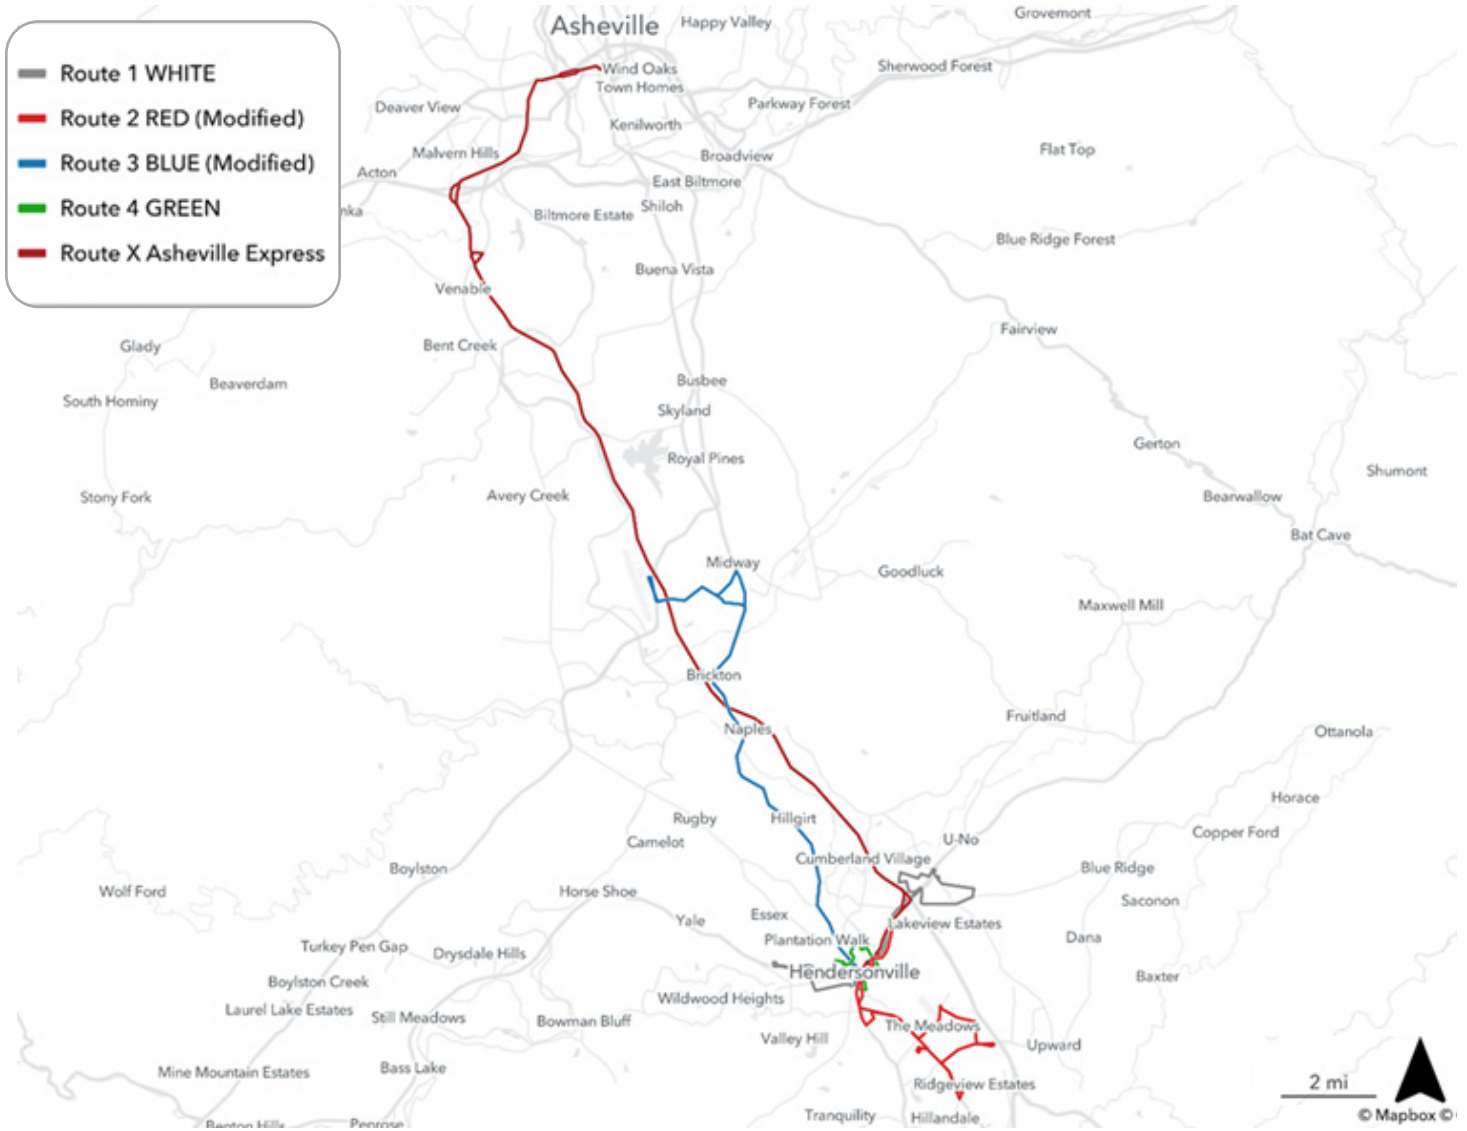 Asheville
Happy Valley
Grovemont
Route 1 WHITE
Route 2 RED (Modified)
Route 3 BLUE (Modified)
Route 4 GREEN
Route X Asheville Express
Wind Oaks
Town Homes
Sherwood Forest
Deaver View
Parkway Forest
Kenilworth
Malvern Hills
Broadview
Flat Top
Acton
East Biltmore
nka
Biltmore Estate
Shiloh
Blue Ridge Forest
Buena Vista
Venable
Fairview
Glady
Bent Creek
Beaverdam
Busbee
South Hominy
Skyland
Gerton
Royal Pines
Shumont
Stony Fork
Avery Creek
Bearwallow
Bat Cave
Midway
Goodluck
Maxwell Mill
Brickton
Fruitland
Naples
Ottanola
Horace
Rugby
Hillgirt
Copper Ford
Camelot
U-No
Cumberland Village
Boylston
Blue Ridge
Wolf Ford
Horse Shoe
Saconon
Yale
Essex
Lakeview Estates
Plantation Walk
Dana
Turkey Pen Gap
Drysdale Hills
Hendersonville
Baxter
Boylston Creek
Wildwood Heights
Laurel Lake Estates
Still Meadows
Bowman Bluff
The Meadows
Valley Hill
Upward
Mine Mountain Estates
Bass Lake
Ridgeview Estates
2 mi
Tranquility
Hillandale
Benton Hills
Penrose
© Mapbox ©